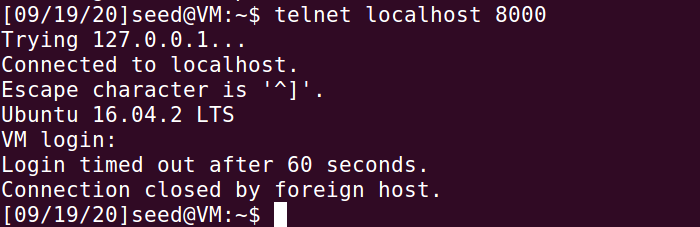 [09/19/20]seed@VM:~$ telnet localhost 8000
Trying 127.0.0.1...
Connected to localhost.
Escape character is '^]'.
Ubuntu 16.04.2 LTS
VM login:
Login timed out after 60 seconds.
Connection closed by foreign host.
[09/19/20]seed@VM:~$